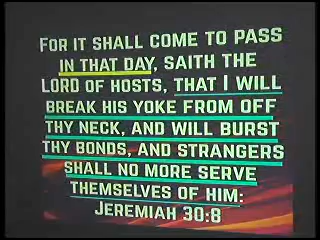 FOR IT SHALL COME TO PASS
IN THAT DAY, SAITH THE
LORD OF HOSTS, THAT I WILL
BREAK HIS YOKE FROM OFF
THY NECK, AND WILL BURST
THY BONDS, AND STRANGERS
SHALL NO MORE SERVE
THEMSELVES OF HIM:
JEREMIAH 30:8